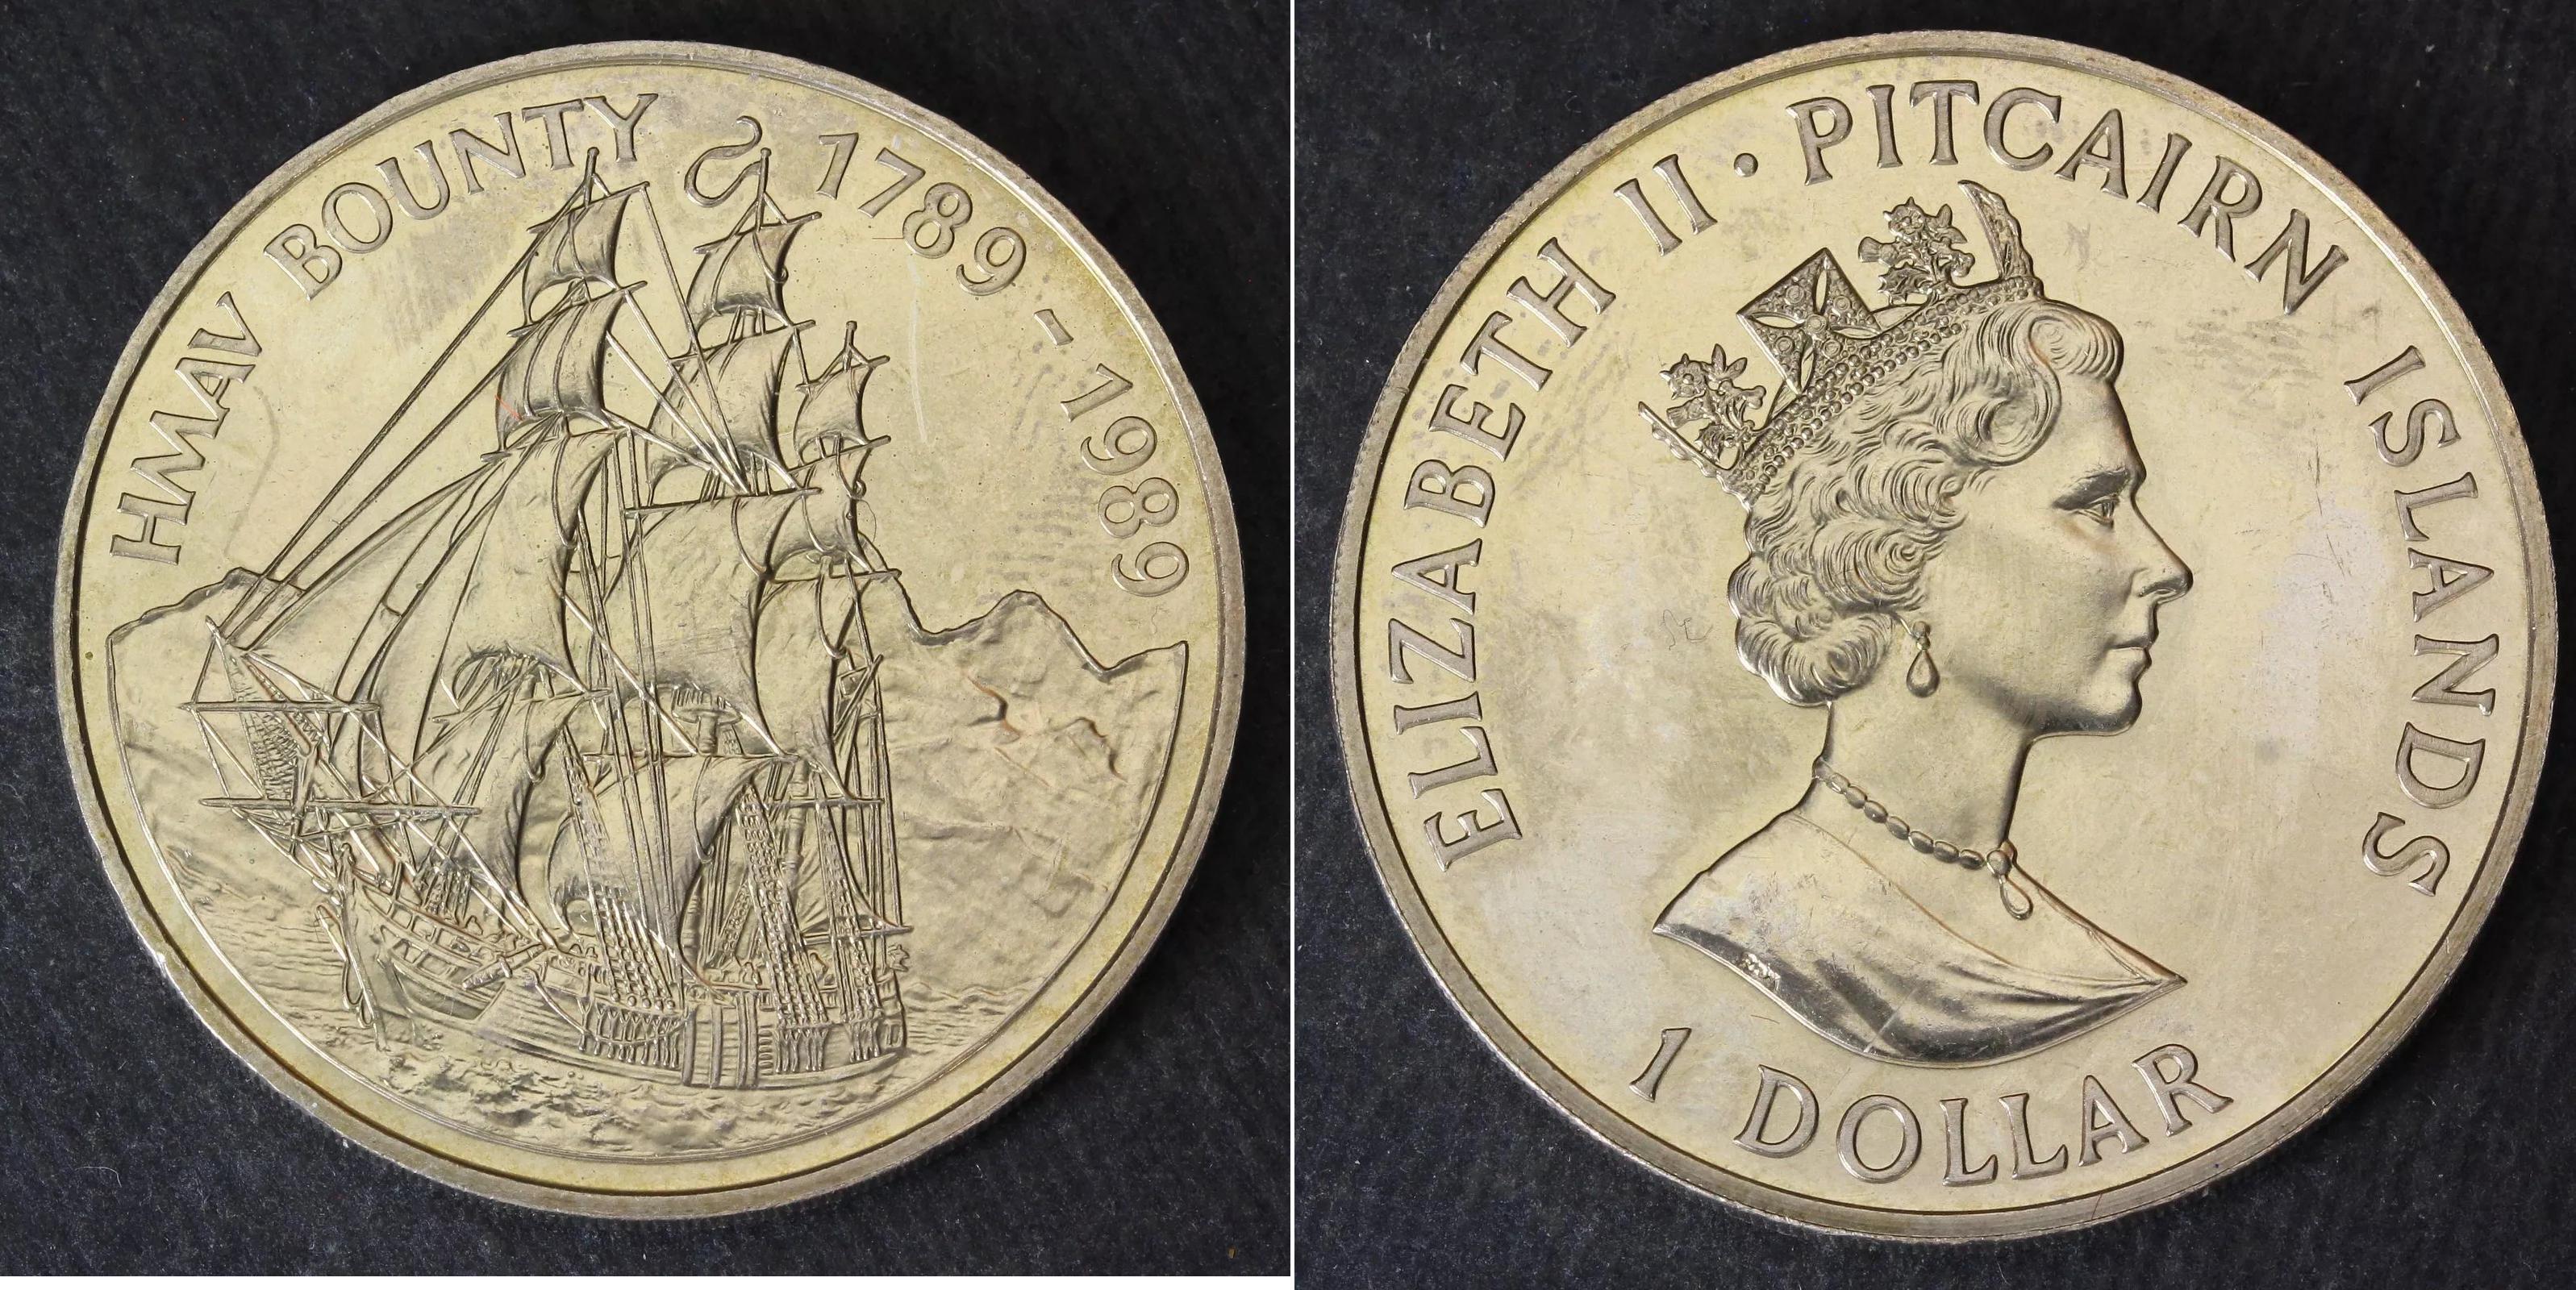 HMAV BOUNTY 1789 - 1989
ELIZABETH II · PITCAIRN ISLANDS
1 DOLLAR